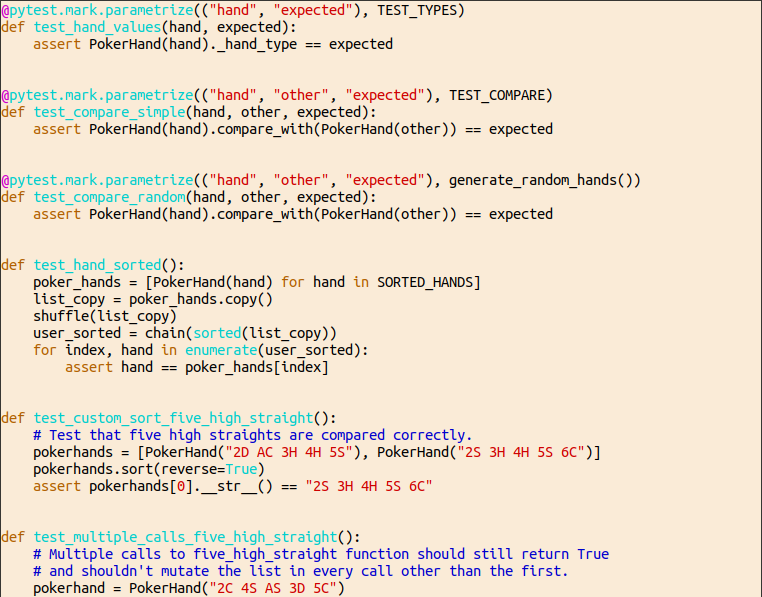 @pytest.mark.parametrize(("hand", "expected"), TEST_TYPES)
def test_hand_values(hand, expected):
    assert PokerHand(hand)._hand_type == expected


@pytest.mark.parametrize(("hand", "other", "expected"), TEST_COMPARE)
def test_compare_simple(hand, other, expected):
    assert PokerHand(hand).compare_with(PokerHand(other)) == expected


@pytest.mark.parametrize(("hand", "other", "expected"), generate_random_hands())
def test_compare_random(hand, other, expected):
    assert PokerHand(hand).compare_with(PokerHand(other)) == expected


def test_hand_sorted():
    poker_hands = [PokerHand(hand) for hand in SORTED_HANDS]
    list_copy = poker_hands.copy()
    shuffle(list_copy)
    user_sorted = chain(sorted(list_copy))
    for index, hand in enumerate(user_sorted):
        assert hand == poker_hands[index]


def test_custom_sort_five_high_straight():
    # Test that five high straights are compared correctly.
    pokerhands = [PokerHand("2D AC 3H 4H 5S"), PokerHand("2S 3H 4H 5S 6C")]
    pokerhands.sort(reverse=True)
    assert pokerhands[0].__str__() == "2S 3H 4H 5S 6C"


def test_multiple_calls_five_high_straight():
    # Multiple calls to five_high_straight function should still return True
    # and shouldn't mutate the list in every call other than the first.
    pokerhand = PokerHand("2C 4S AS 3D 5C")